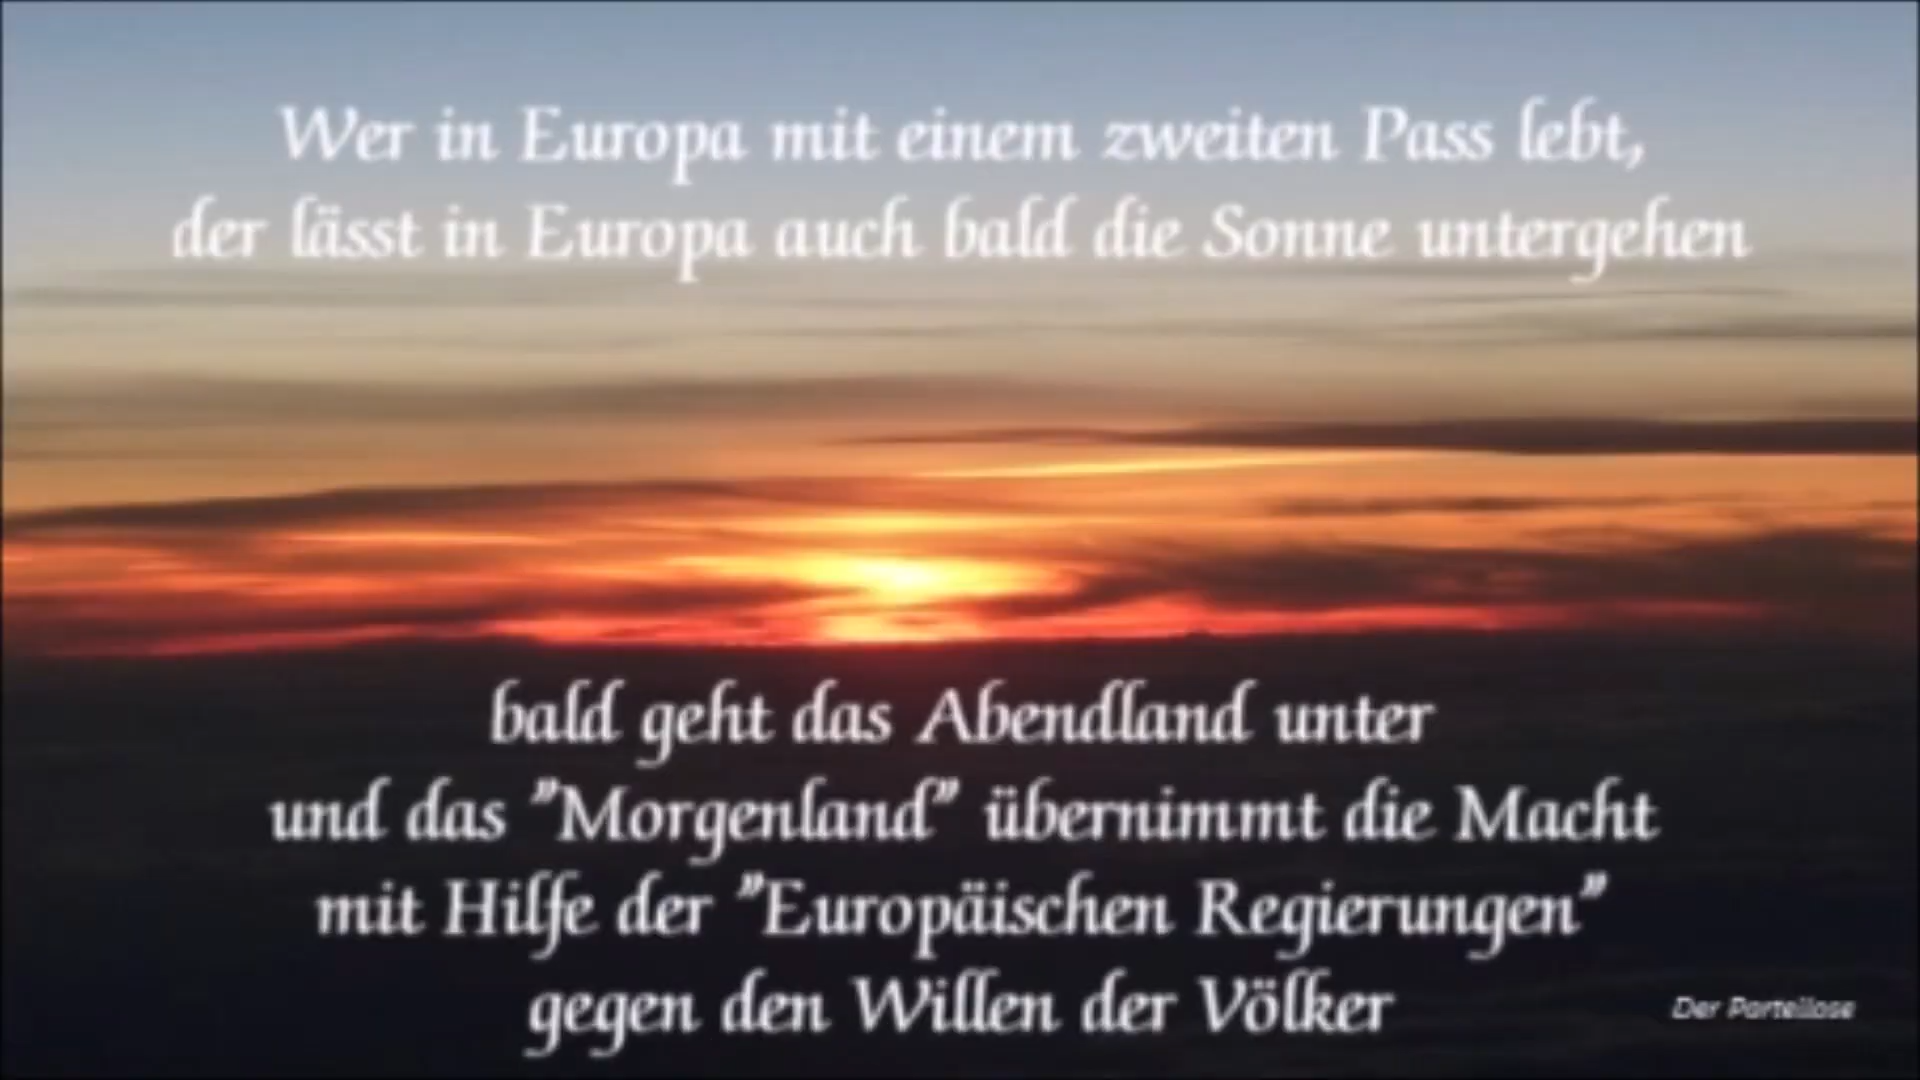 Wer in Europa mit einem zweiten Pass lebt,
der lässt in Europa auch bald die Sonne untergehen
bald geht das Abendland unter
und das "Morgenland" übernimmt die Macht
mit Hilfe der "Europäischen Regierungen"
gegen den Willen der Völker
Der Parteilose